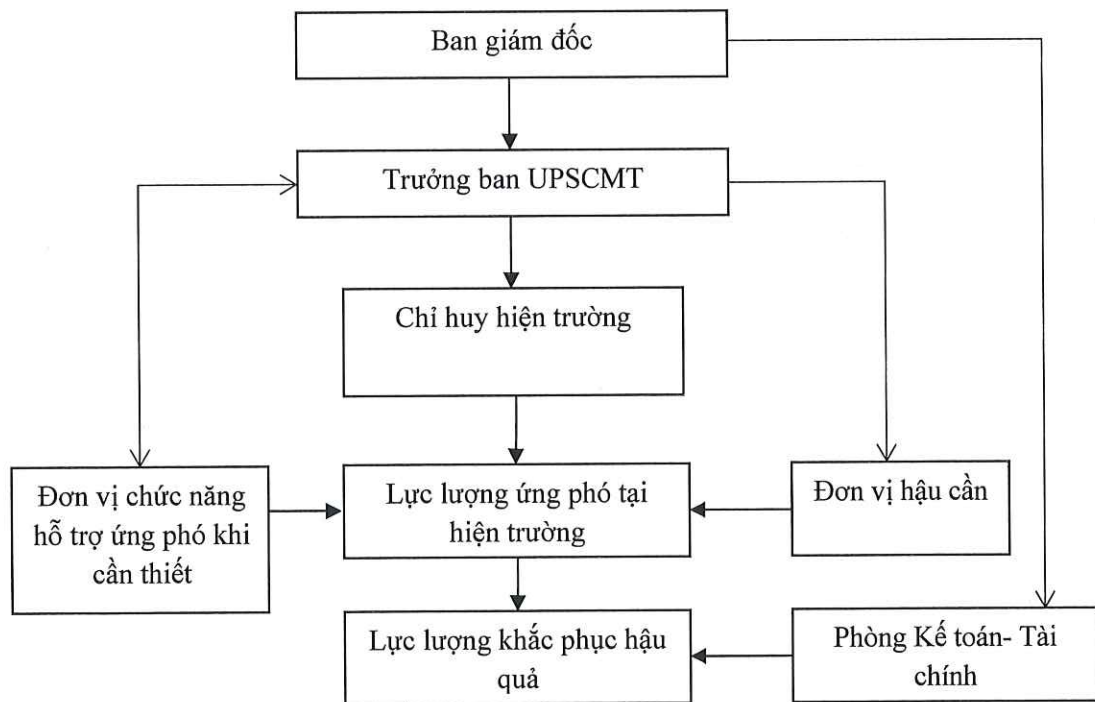 Ban giám đốc
Trưởng ban UPSCMT
Chỉ huy hiện trường
Đơn vị chức năng
hỗ trợ ứng phó khi
cần thiết
Lực lượng ứng phó tại
hiện trường
Đơn vị hậu cần
Lực lượng khắc phục hậu
quả
Phòng Kế toán- Tài
chính